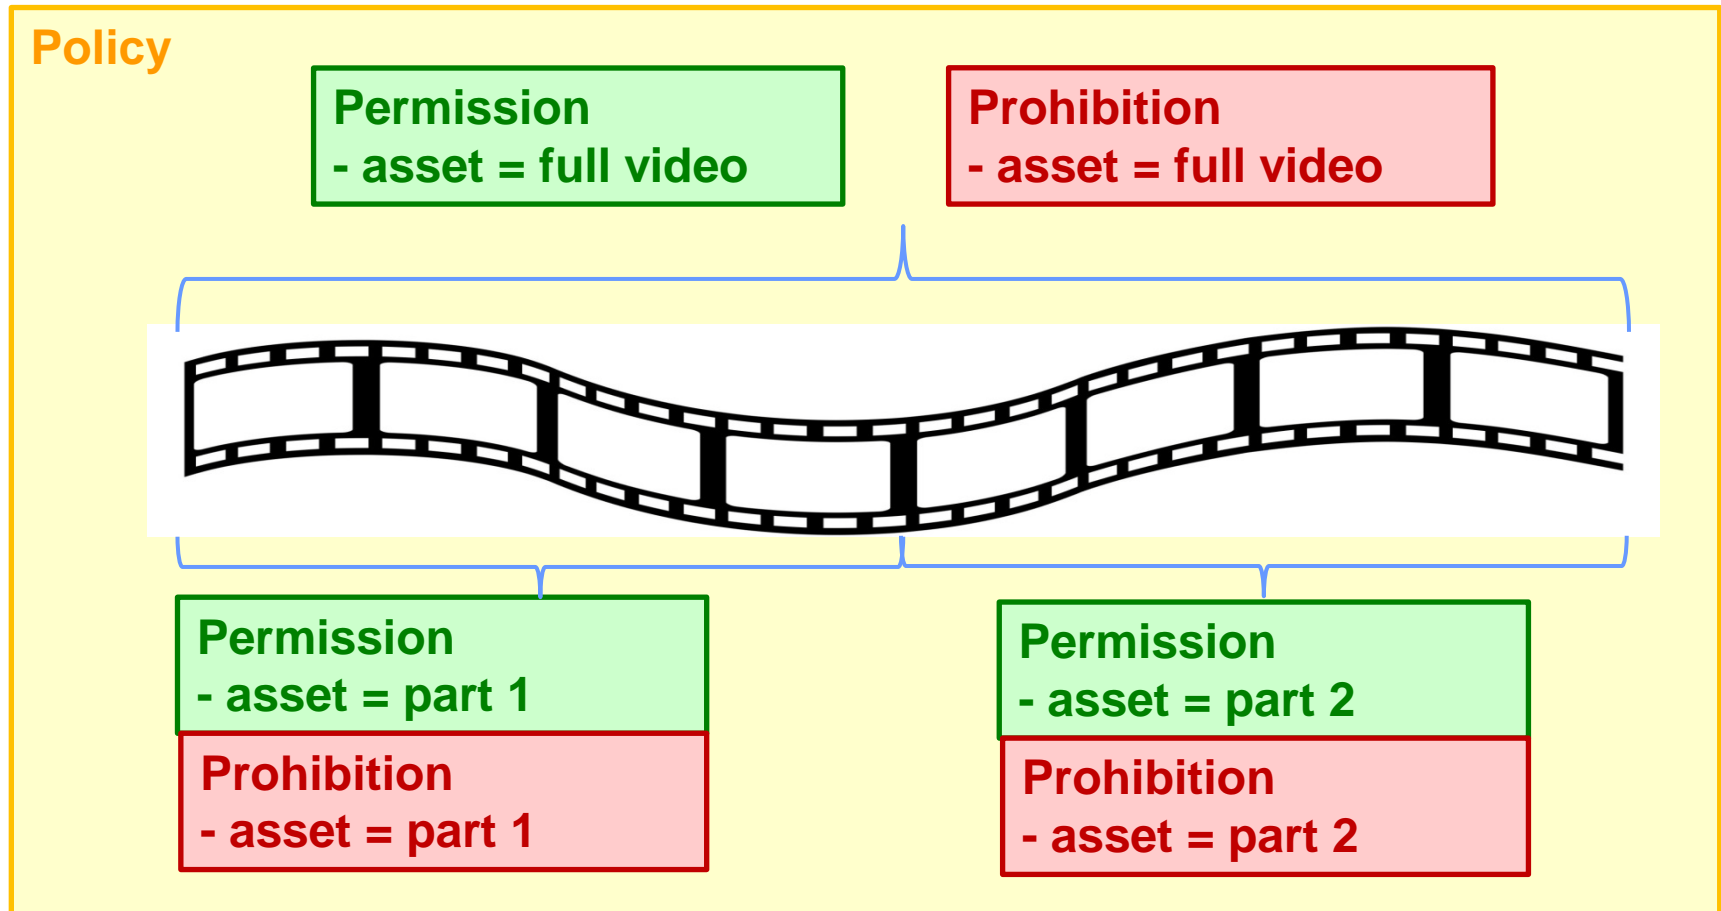 Policy
Permission
- asset = full video
Prohibition
- asset = full video
Permission
- asset = part 1
Prohibition
- asset = part 1
Permission
- asset = part 2
Prohibition
- asset = part 2